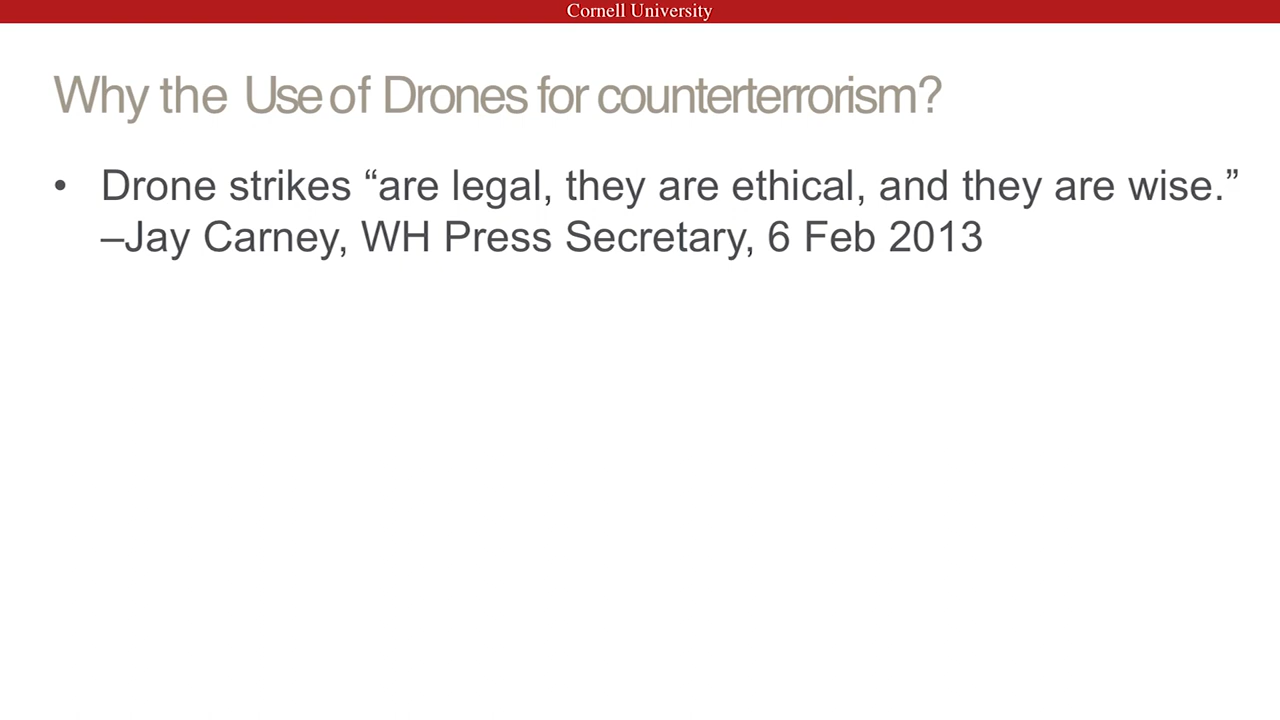 Cornell University
Why the Use of Drones for counterterrorism?
• Drone strikes “are legal, they are ethical, and they are wise.”
–Jay Carney, WH Press Secretary, 6 Feb 2013